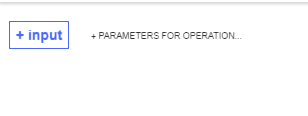 + input
+ PARAMETERS FOR OPERATION...